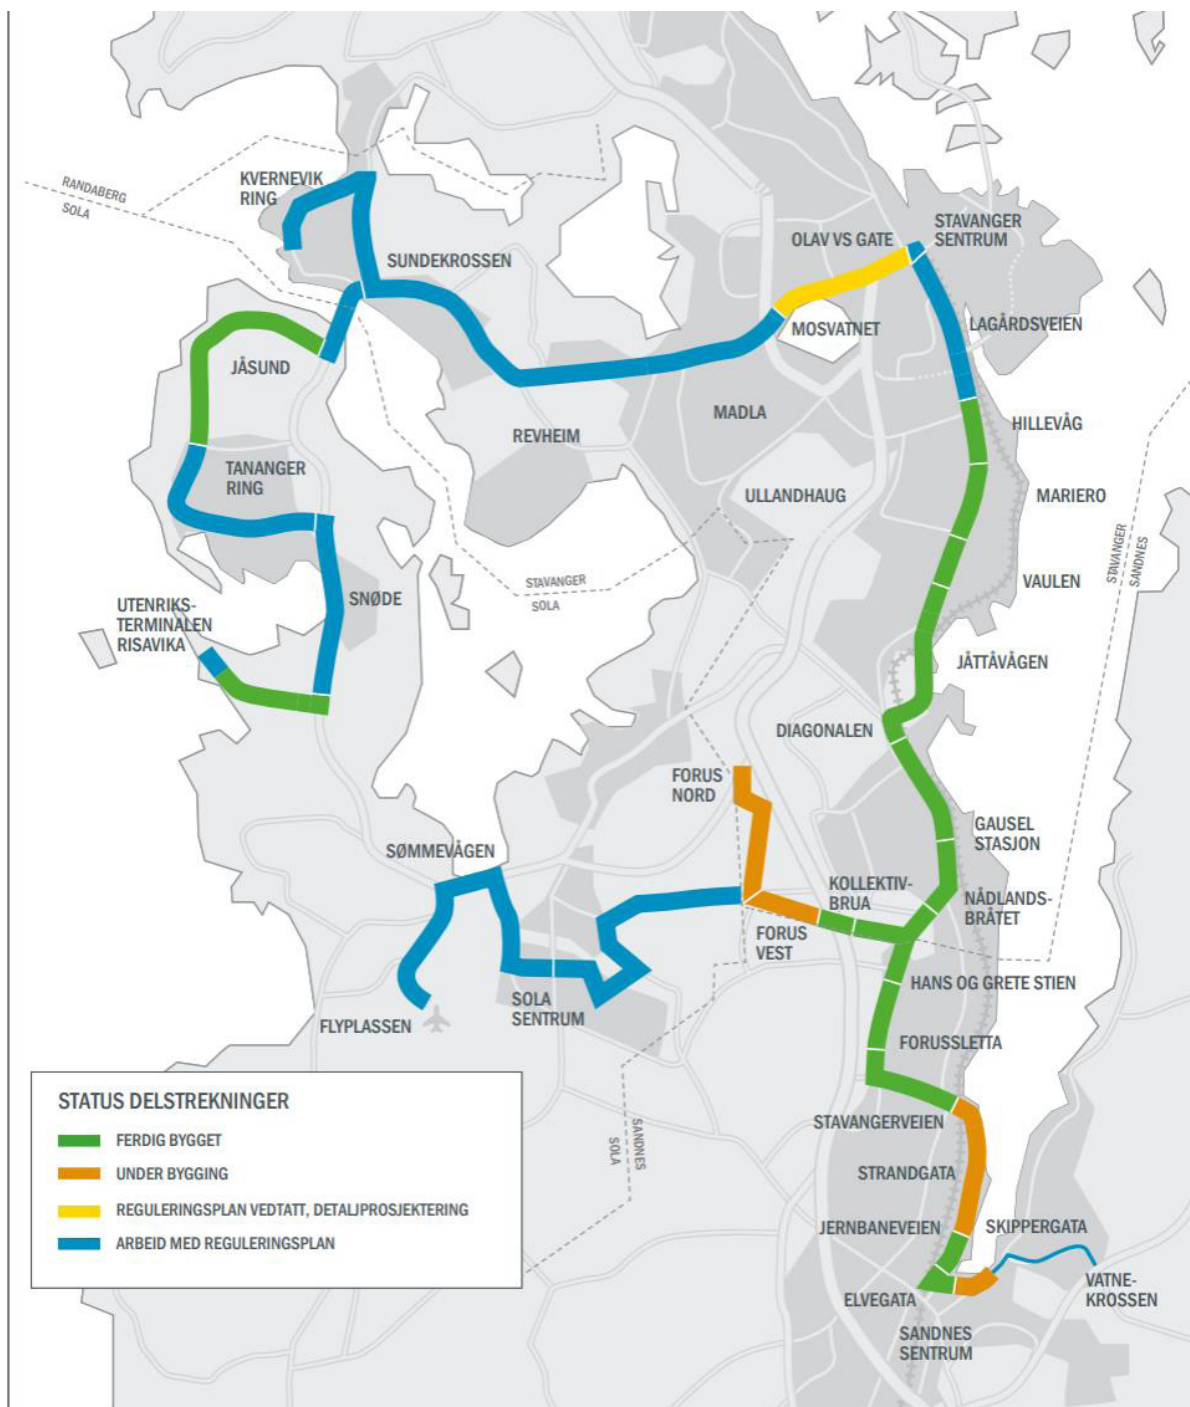 RANDABERG
SOLA
KVERNEVIK
RING
SUNDEKROSSEN
OLAV VS GATE
STAVANGER
SENTRUM
MOSVATNET
LAGÅRDSVEIEN
JÅSUND
MADLA
HILLEVÅG
REVHEIM
TANANGER
RING
ULLANDHAUG
MARIERO
STAVANGER
SANDNES
STAVANGER
SOLA
VAULEN
SNØDE
UTENRIKS-
TERMINALEN
RISAVIKA
JÅTTÅVÅGEN
DIAGONALEN
FORUS
NORD
GAUSEL
STASJON
SØMMEVÅGEN
KOLLEKTIV-
BRUA
NÅDLANDS-
BRÅTET
FORUS
VEST
HANS OG GRETE STIEN
SOLA
SENTRUM
FLYPLASSEN
FORUSSLETTA
STAVANGERVEIEN
SANDNES
SOLA
STRANDGATA
JERNBANEVEIEN
SKIPPERGATA
VATNE-
KROSSEN
ELVEGATA
SANDNES
SENTRUM
STATUS DELSTREKNINGER
FERDIG BYGGET
UNDER BYGGING
REGULERINGSPLAN VEDTATT, DETALJPROSJEKTERING
ARBEID MED REGULERINGSPLAN